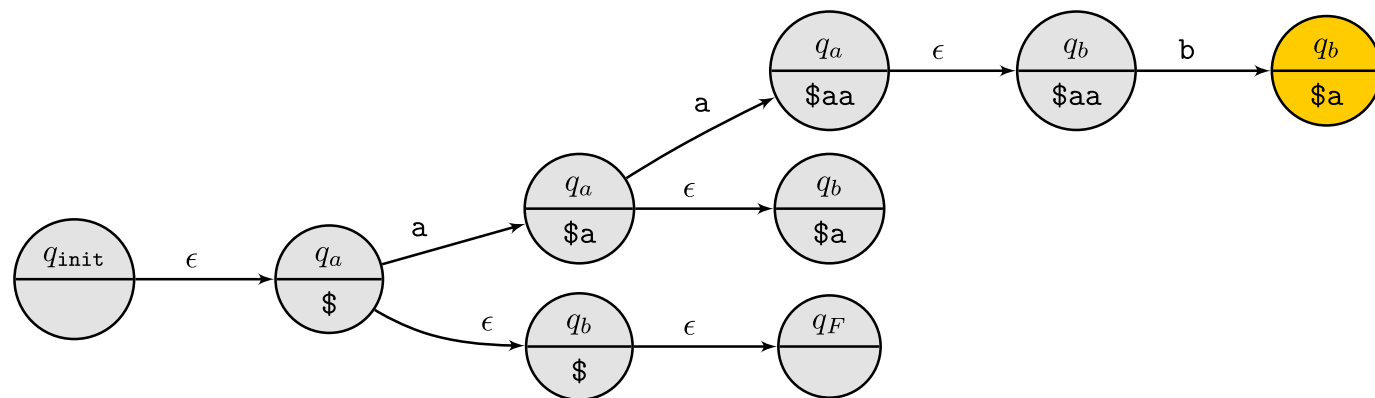 q_a
$aa
ϵ
q_b
$aa
b
q_b
$a
a
q_a
$a
ϵ
q_b
$a
q_init
ϵ
q_a
$
a
ϵ
q_b
$
ϵ
q_F